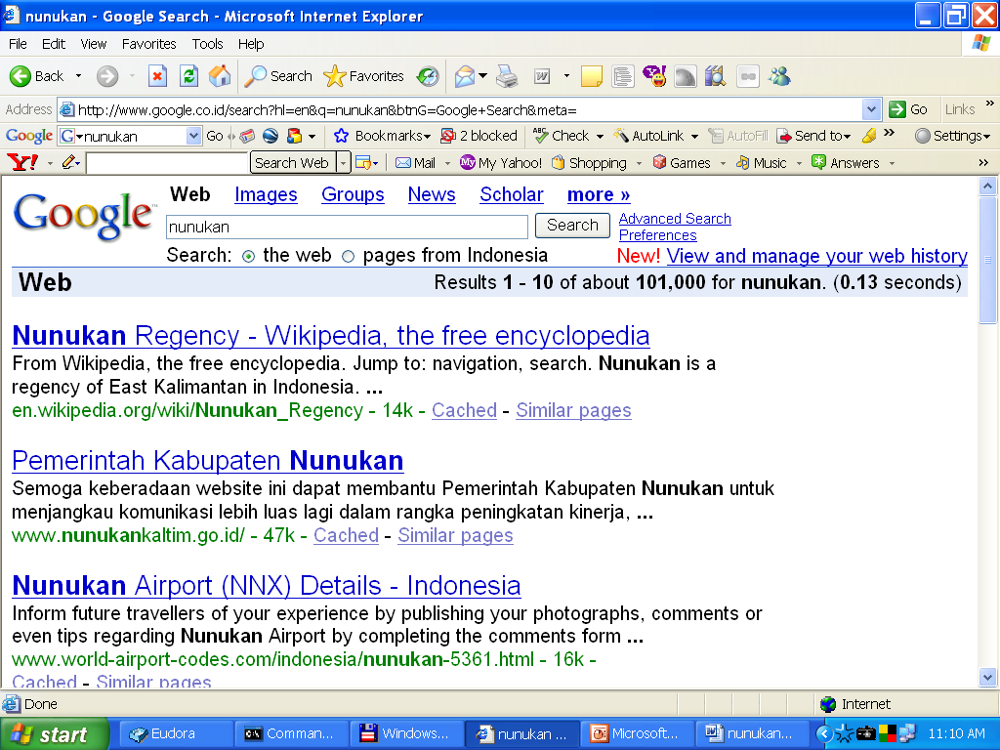 nunukan - Google Search - Microsoft Internet Explorer
File Edit View Favorites Tools Help
Back Search Favorites
Address http://www.google.co.id/search?hl=en&q=nunukan&btnG=Google+Search&meta= Go Links »
Google G nunukan Go Bookmarks 2 blocked ABC Check AutoLink AutoFill Send to » Settings
Y! Search Web Mail My My Yahoo! Shopping Games Music Answers »
Google™
Web Images Groups News Scholar more »
nunukan Search Advanced Search
Preferences
Search: the web pages from Indonesia New! View and manage your web history
Web Results 1 - 10 of about 101,000 for nunukan. (0.13 seconds)
Nunukan Regency - Wikipedia, the free encyclopedia
From Wikipedia, the free encyclopedia. Jump to: navigation, search. Nunukan is a
regency of East Kalimantan in Indonesia. ...
en.wikipedia.org/wiki/Nunukan_Regency - 14k - Cached - Similar pages
Pemerintah Kabupaten Nunukan
Semoga keberadaan website ini dapat membantu Pemerintah Kabupaten Nunukan untuk
menjangkau komunikasi lebih luas lagi dalam rangka peningkatan kinerja, ...
www.nunukankaltim.go.id/ - 47k - Cached - Similar pages
Nunukan Airport (NNX) Details - Indonesia
Inform future travellers of your experience by publishing your photographs, comments or
even tips regarding Nunukan Airport by completing the comments form ...
www.world-airport-codes.com/indonesia/nunukan-5361.html - 16k -
Cached - Similar pages
Done Internet
start Eudora Comman... Windows... nunukan ... Microsoft... nunukan... 11:10 AM